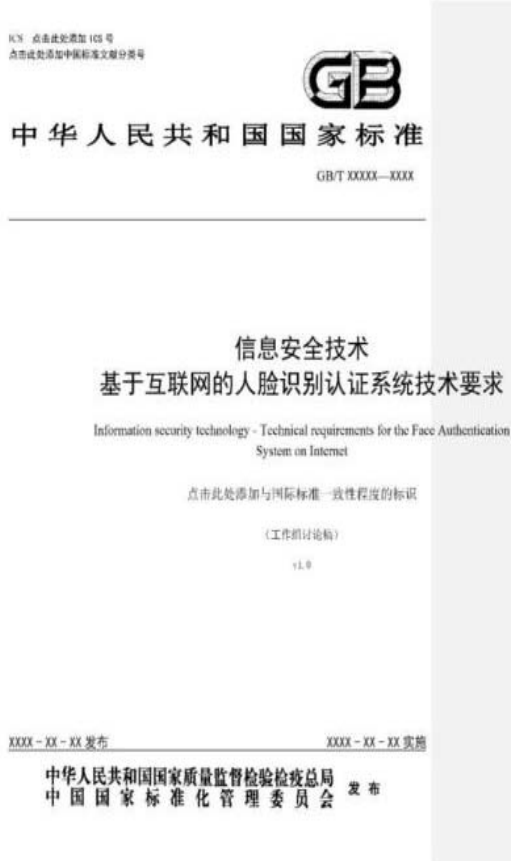 ICS 点击此处添加 ICS 号
点击此处添加中国标准文献分类号
GB
中华人民共和国国家标准
GB/T XXXXX—XXXX
信息安全技术
基于互联网的人脸识别认证系统技术要求
Information security technology - Technical requirements for the Face Authentication
System on Internet
点击此处添加与国际标准一致性程度的标识
（工作组讨论稿）
v1.0
XXXX－XX－XX 发布
XXXX－XX－XX 实施
中华人民共和国国家质量监督检验检疫总局
中国国家标准化管理委员会
发布